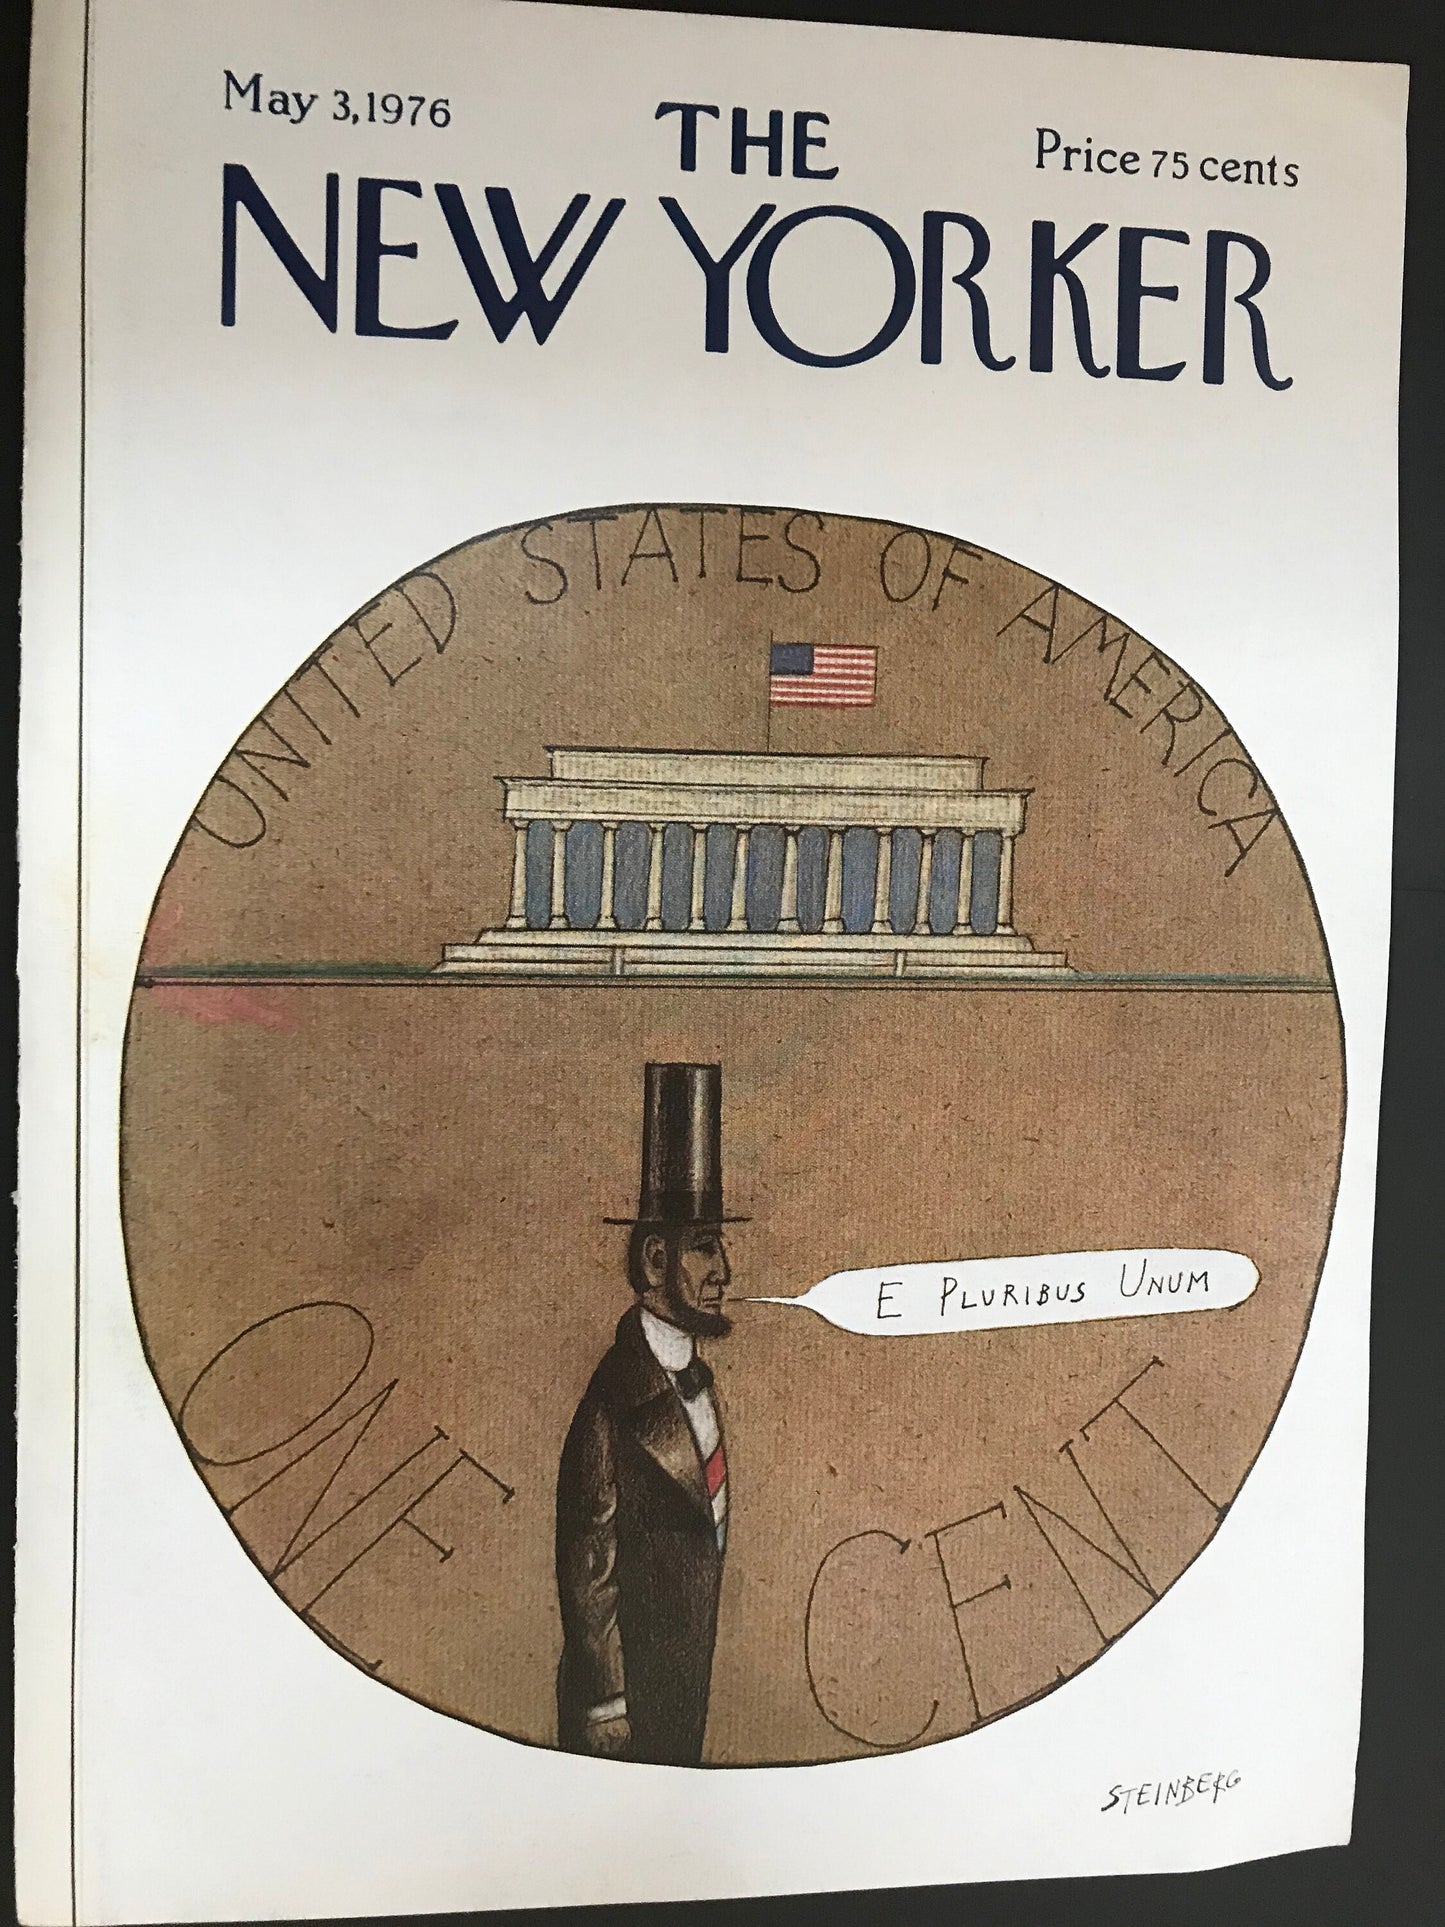 May 3, 1976
THE
Price 75 cents
NEW YORKER
UNITED STATES OF AMERICA
E PLURIBUS UNUM
ONE CENT
STEINBERG